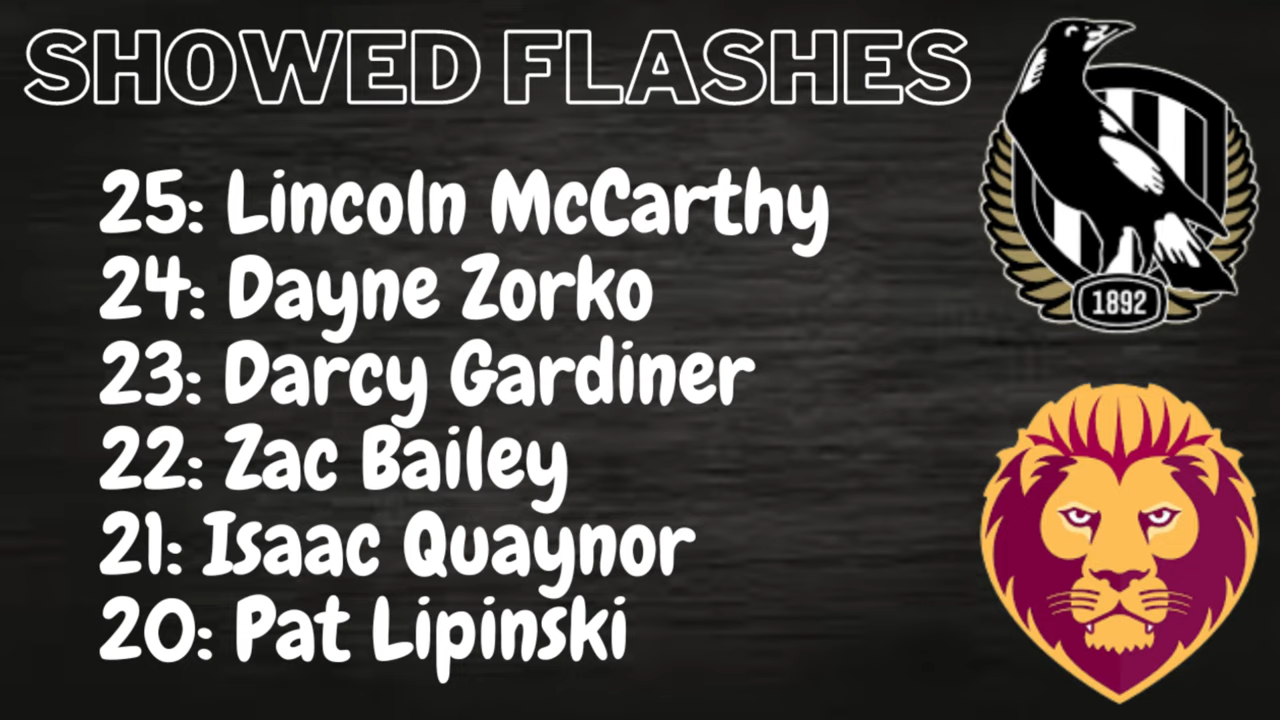 SHOWED FLASHES
25: Lincoln McCarthy
24: Dayne Zorko
23: Darcy Gardiner
22: Zac Bailey
21: Isaac Quaynor
20: Pat Lipinski
1892